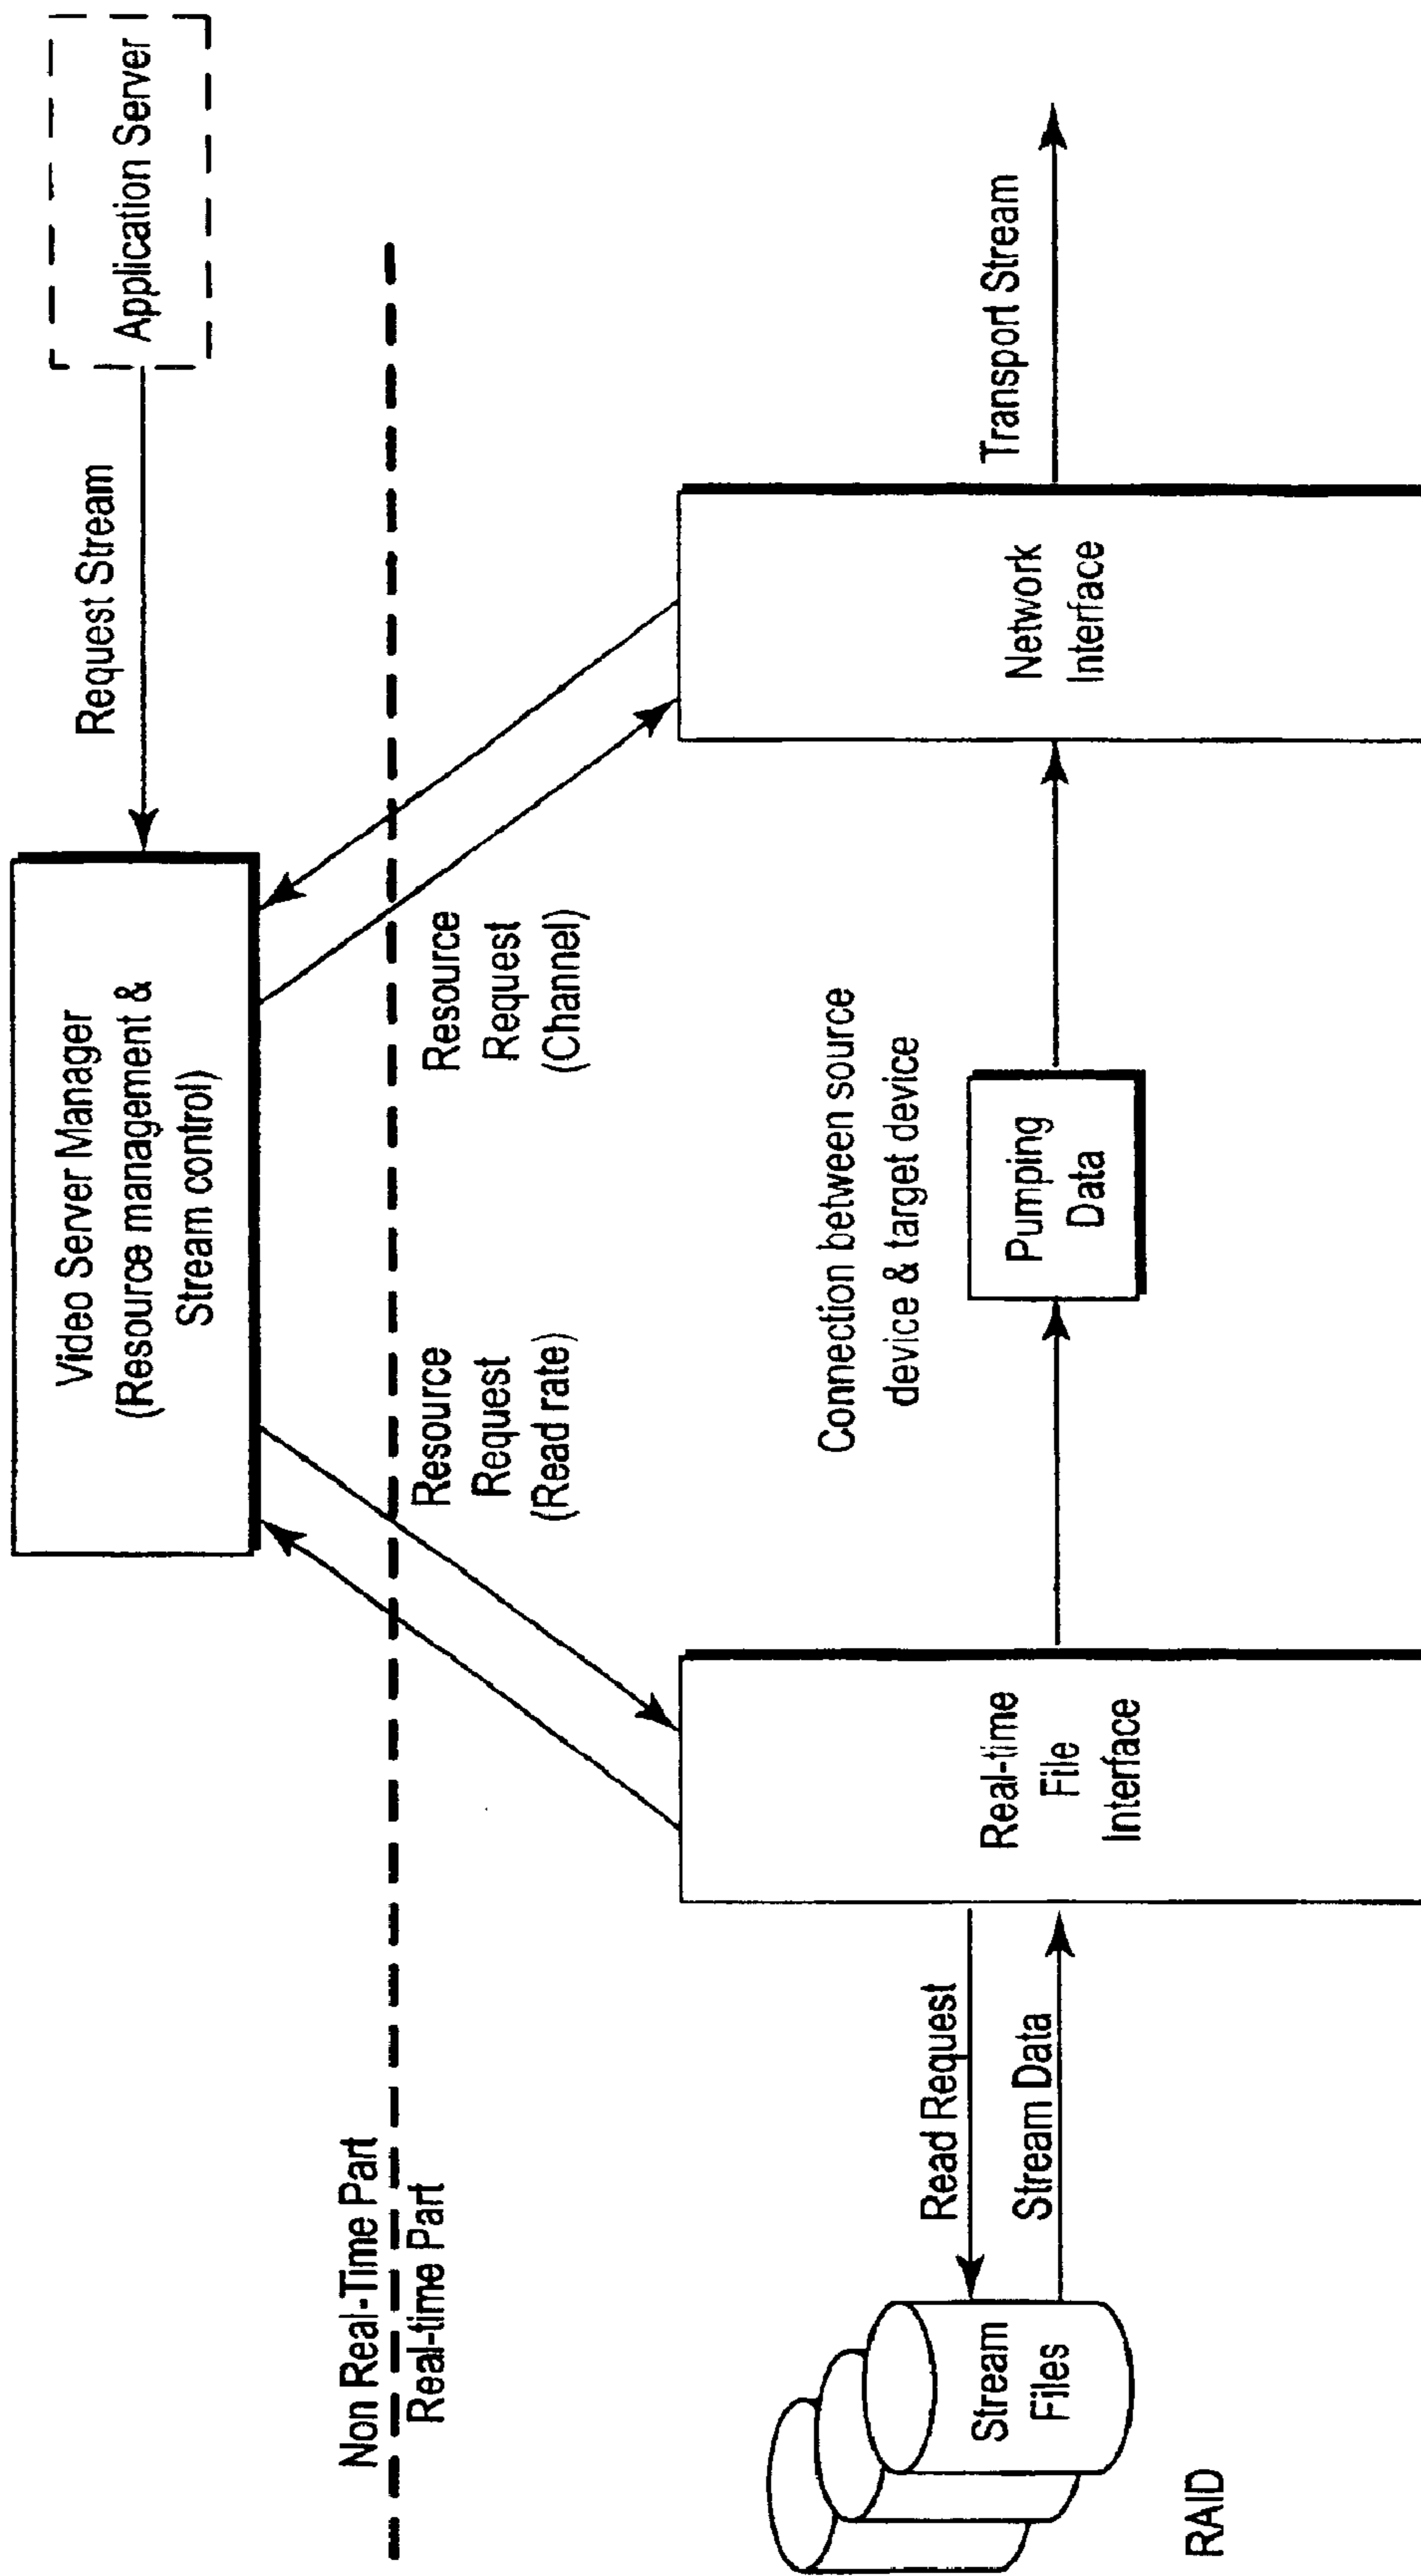 Application Server
Request Stream
Video Server Manager
(Resource management &
Stream control)
Non Real-Time Part
Real-time Part
Resource
Request
(Read rate)
Resource
Request
(Channel)
Connection between source
device & target device
Transport Stream
Read Request
Stream Data
Stream
Files
RAID
Real-time
File
Interface
Pumping
Data
Network
Interface